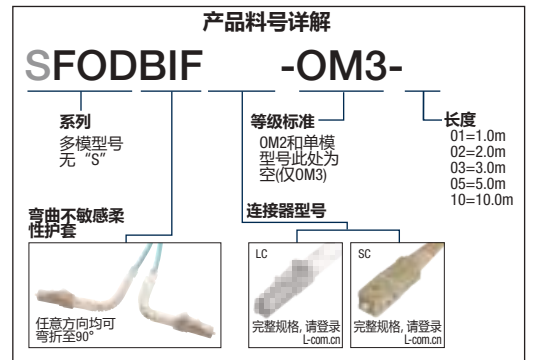 产品料号详解
SFODBIF -OM3-
系列
多模型号
无“S”
等级标准
OM2和单模
型号此处为
空(仅OM3)
长度
01=1.0m
02=2.0m
03=3.0m
05=5.0m
10=10.0m
弯曲不敏感柔
性护套
任意方向均可
弯折至90°
连接器型号
LC
完整规格, 请登录
L-com.cn
SC
完整规格, 请登录
L-com.cn